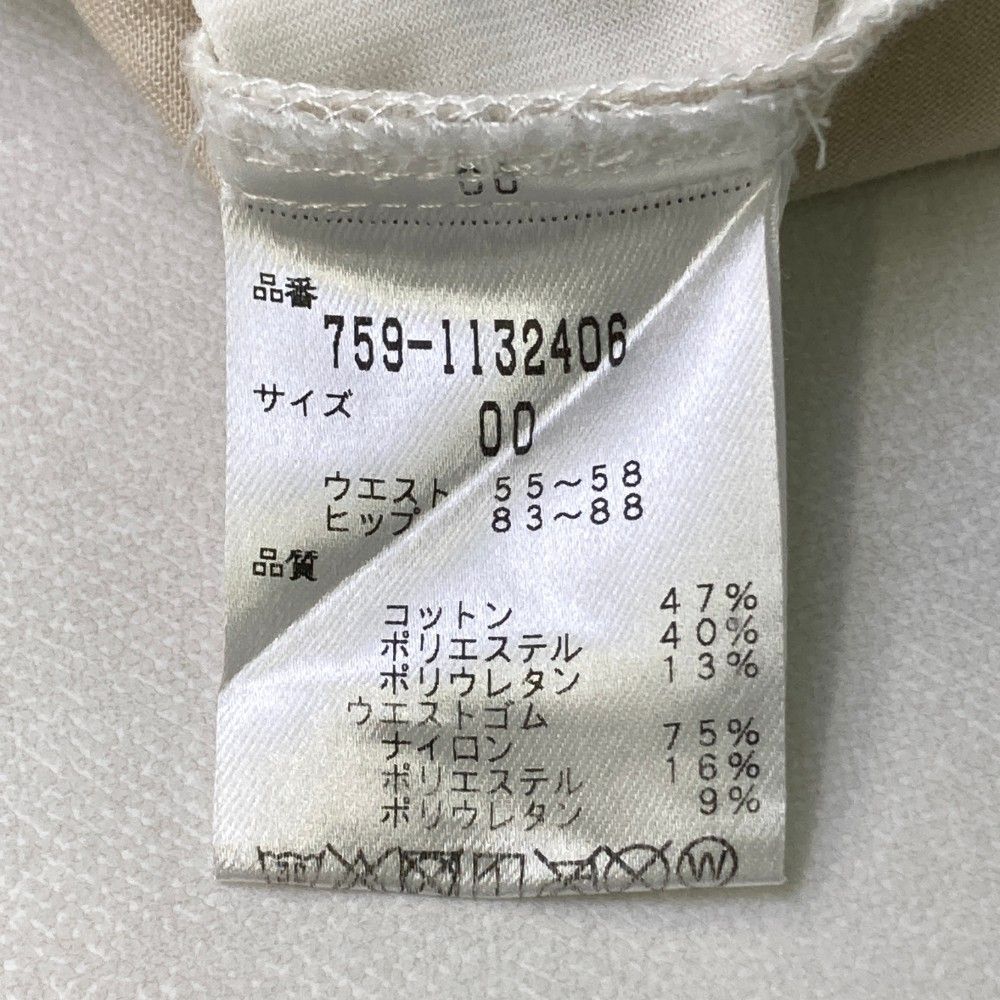 品番
759-1132406
サイズ
00
ウエスト 55~58
ヒップ 83~88
品質
コットン 47%
ポリエステル 40%
ポリウレタン 13%
ウエストゴム
ナイロン 75%
ポリエステル 16%
ポリウレタン 9%
W